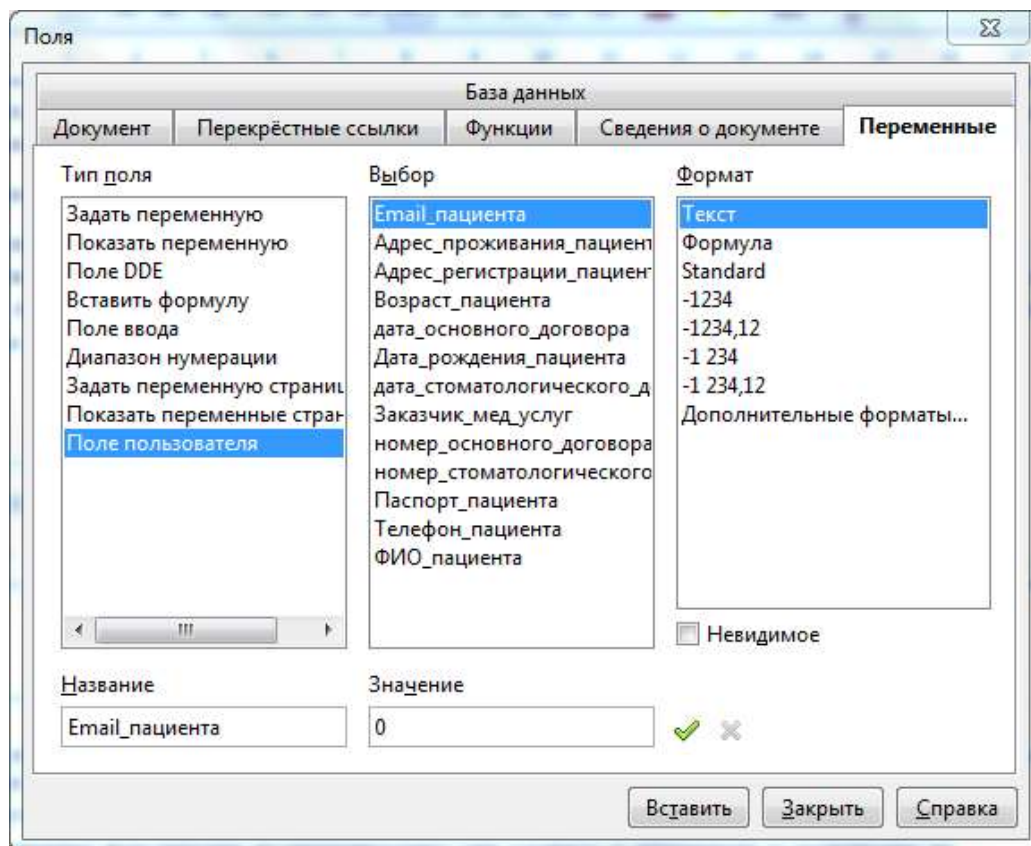 Поля
База данных
Документ
Перекрёстные ссылки
Функции
Сведения о документе
Переменные
Тип поля
Задать переменную
Показать переменную
Поле DDE
Вставить формулу
Поле ввода
Диапазон нумерации
Задать переменную страниц
Показать переменные стран
Поле пользователя
Выбор
Email_пациента
Адрес_проживания_пациент
Адрес_регистрации_пациент
Возраст_пациента
дата_основного_договора
Дата_рождения_пациента
дата_стоматологического_д
Заказчик_мед_услуг
номер_основного_договора
номер_стоматологического
Паспорт_пациента
Телефон_пациента
ФИО_пациента
Формат
Текст
Формула
Standard
-1234
-1234,12
-1 234
-1 234,12
Дополнительные форматы...
Невидимое
Название
Email_пациента
Значение
0
Вставить
Закрыть
Справка